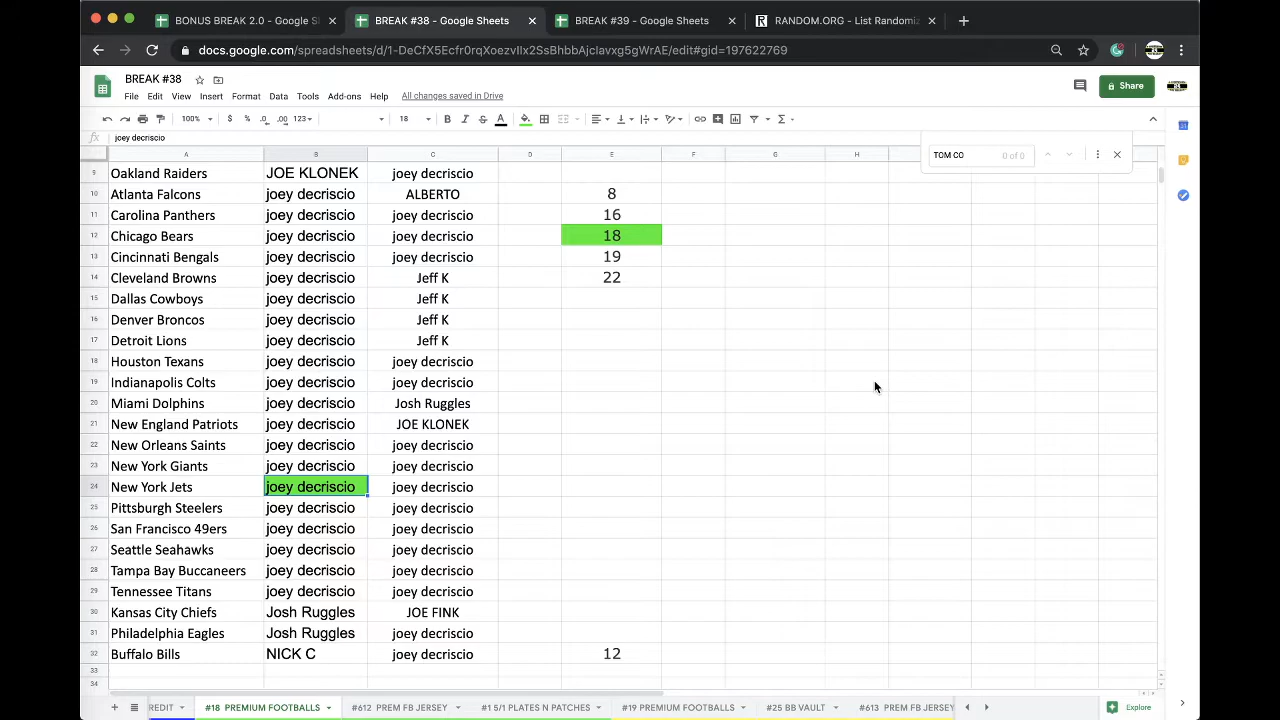 BONUS BREAK 2.0 - Google S
BREAK #38 - Google Sheets
BREAK #39 - Google Sheets
RANDOM.ORG - List Randomiz
docs.google.com/spreadsheets/d/1-DeCfX5Ecfr0rqXoezvIlx2SsBhbbAjcIavxg5gWrAE/edit#gid=197622769
BREAK #38
File Edit View Insert Format Data Tools Add-ons Help All changes saved in Drive
Share
100% $ % .0 .00 123 18 B I S A
fx joey decriscio
TOM CO 0 of 0
A B C D E F G H
9 Oakland Raiders JOE KLONEK joey decriscio
10 Atlanta Falcons joey decriscio ALBERTO 8
11 Carolina Panthers joey decriscio joey decriscio 16
12 Chicago Bears joey decriscio joey decriscio 18
13 Cincinnati Bengals joey decriscio joey decriscio 19
14 Cleveland Browns joey decriscio Jeff K 22
15 Dallas Cowboys joey decriscio Jeff K
16 Denver Broncos joey decriscio Jeff K
17 Detroit Lions joey decriscio Jeff K
18 Houston Texans joey decriscio joey decriscio
19 Indianapolis Colts joey decriscio joey decriscio
20 Miami Dolphins joey decriscio Josh Ruggles
21 New England Patriots joey decriscio JOE KLONEK
22 New Orleans Saints joey decriscio joey decriscio
23 New York Giants joey decriscio joey decriscio
24 New York Jets joey decriscio joey decriscio
25 Pittsburgh Steelers joey decriscio joey decriscio
26 San Francisco 49ers joey decriscio joey decriscio
27 Seattle Seahawks joey decriscio joey decriscio
28 Tampa Bay Buccaneers joey decriscio joey decriscio
29 Tennessee Titans joey decriscio joey decriscio
30 Kansas City Chiefs Josh Ruggles JOE FINK
31 Philadelphia Eagles Josh Ruggles joey decriscio
32 Buffalo Bills NICK C joey decriscio 12
33
34
REDIT #18 PREMIUM FOOTBALLS #612 PREM FB JERSEY #1 5/1 PLATES N PATCHES #19 PREMIUM FOOTBALLS #25 BB VAULT #613 PREM FB JERSEY Explore